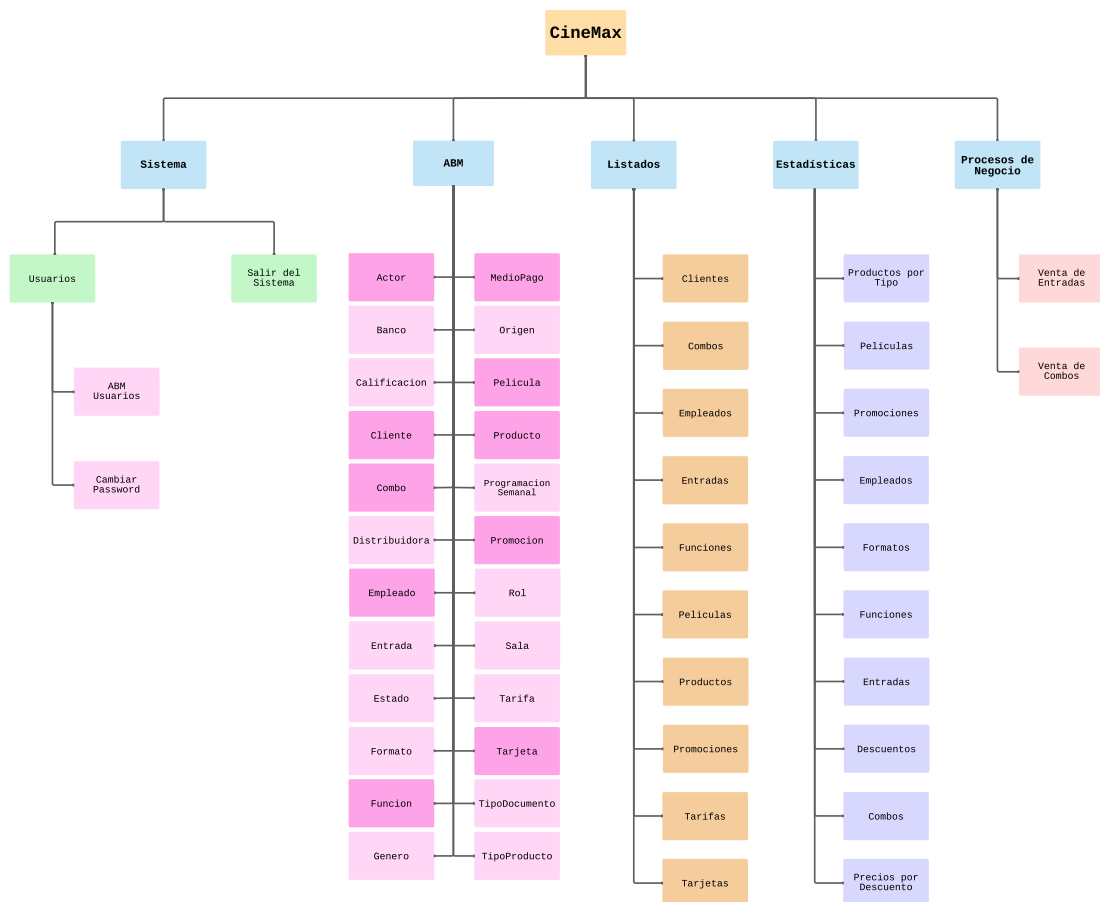 CineMax
Sistema
ABM
Listados
Estadísticas
Procesos de
Negocio
Usuarios
Salir del
Sistema
ABM
Usuarios
Cambiar
Password
Actor
MedioPago
Banco
Origen
Calificacion
Pelicula
Cliente
Producto
Combo
Programacion
Semanal
Distribuidora
Promocion
Empleado
Rol
Entrada
Sala
Estado
Tarifa
Formato
Tarjeta
Funcion
TipoDocumento
Genero
TipoProducto
Clientes
Combos
Empleados
Entradas
Funciones
Peliculas
Productos
Promociones
Tarifas
Tarjetas
Productos por
Tipo
Películas
Promociones
Empleados
Formatos
Funciones
Entradas
Descuentos
Combos
Precios por
Descuento
Venta de
Entradas
Venta de
Combos